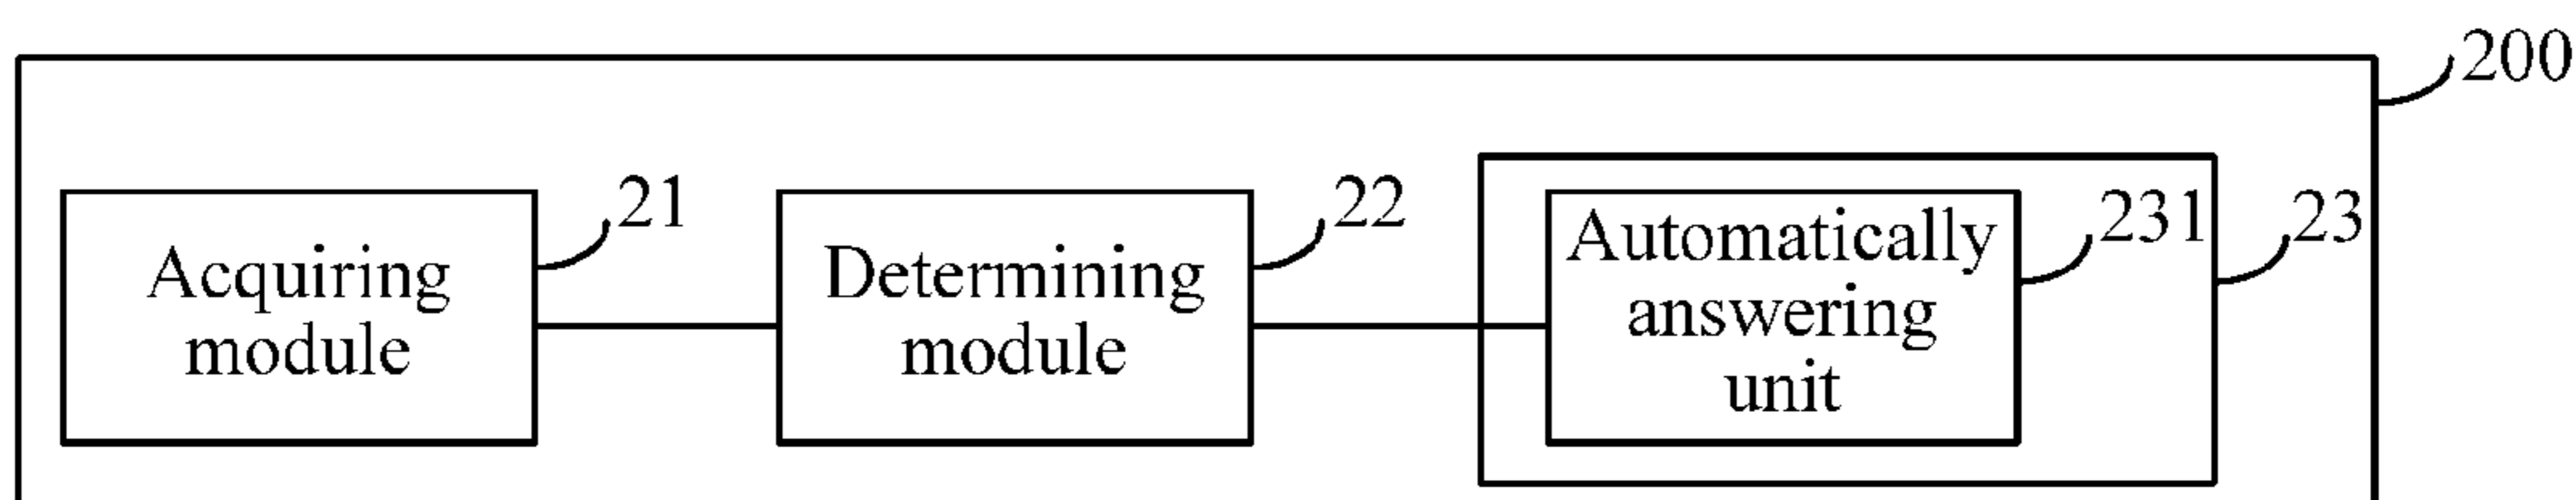 200
21
Acquiring
module
22
Determining
module
231
Automatically
answering
unit
23